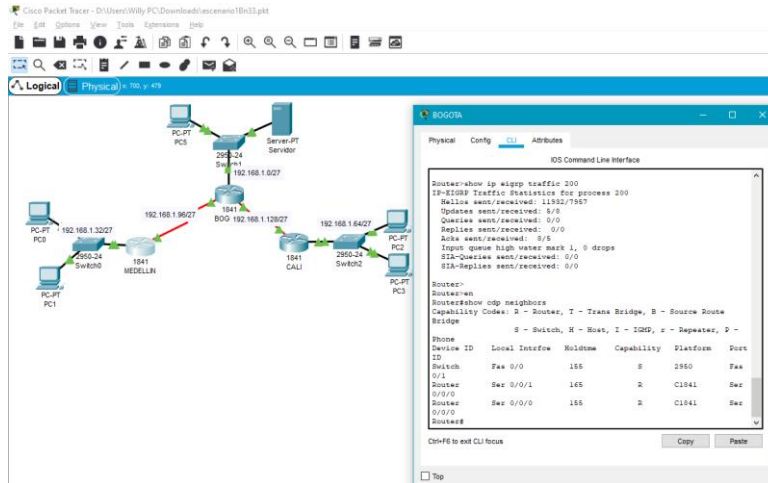 Cisco Packet Tracer - D:\Users\Willy PC\Downloads\escenario1Bn33.pkt
File Edit Options View Tools Extensions Help
Logical Physical x: 700, y: 479
PC-PT
PC5
Server-PT
Servidor
2950-24
Switch1
192.168.1.0/27
1841
BOG
192.168.1.96/27
192.168.1.128/27
192.168.1.64/27
PC-PT
PC0
192.168.1.32/27
2950-24
Switch0
1841
MEDELLIN
1841
CALI
2950-24
Switch2
PC-PT
PC2
PC-PT
PC3
PC-PT
PC1
BOGOTA
Physical Config CLI Attributes
IOS Command Line Interface
Router>show ip eigrp traffic 200
IP-EIGRP Traffic Statistics for process 200
Hellos sent/received: 11932/7957
Updates sent/received: 5/8
Queries sent/received: 0/0
Replies sent/received: 0/0
Acks sent/received: 8/5
Input queue high water mark 1, 0 drops
SIA-Queries sent/received: 0/0
SIA-Replies sent/received: 0/0
Router>
Router>en
Router#show cdp neighbors
Capability Codes: R - Router, T - Trans Bridge, B - Source Route
Bridge
S - Switch, H - Host, I - IGMP, r - Repeater, P -
Phone
Device ID Local Intrfce Holdtme Capability Platform Port
ID
Switch Fas 0/0 155 S 2950 Fas
0/1
Router Ser 0/0/1 165 R C1841 Ser
0/0/0
Router Ser 0/0/0 155 R C1841 Ser
0/0/0
Router#
Ctrl+F6 to exit CLI focus
Copy Paste
Top